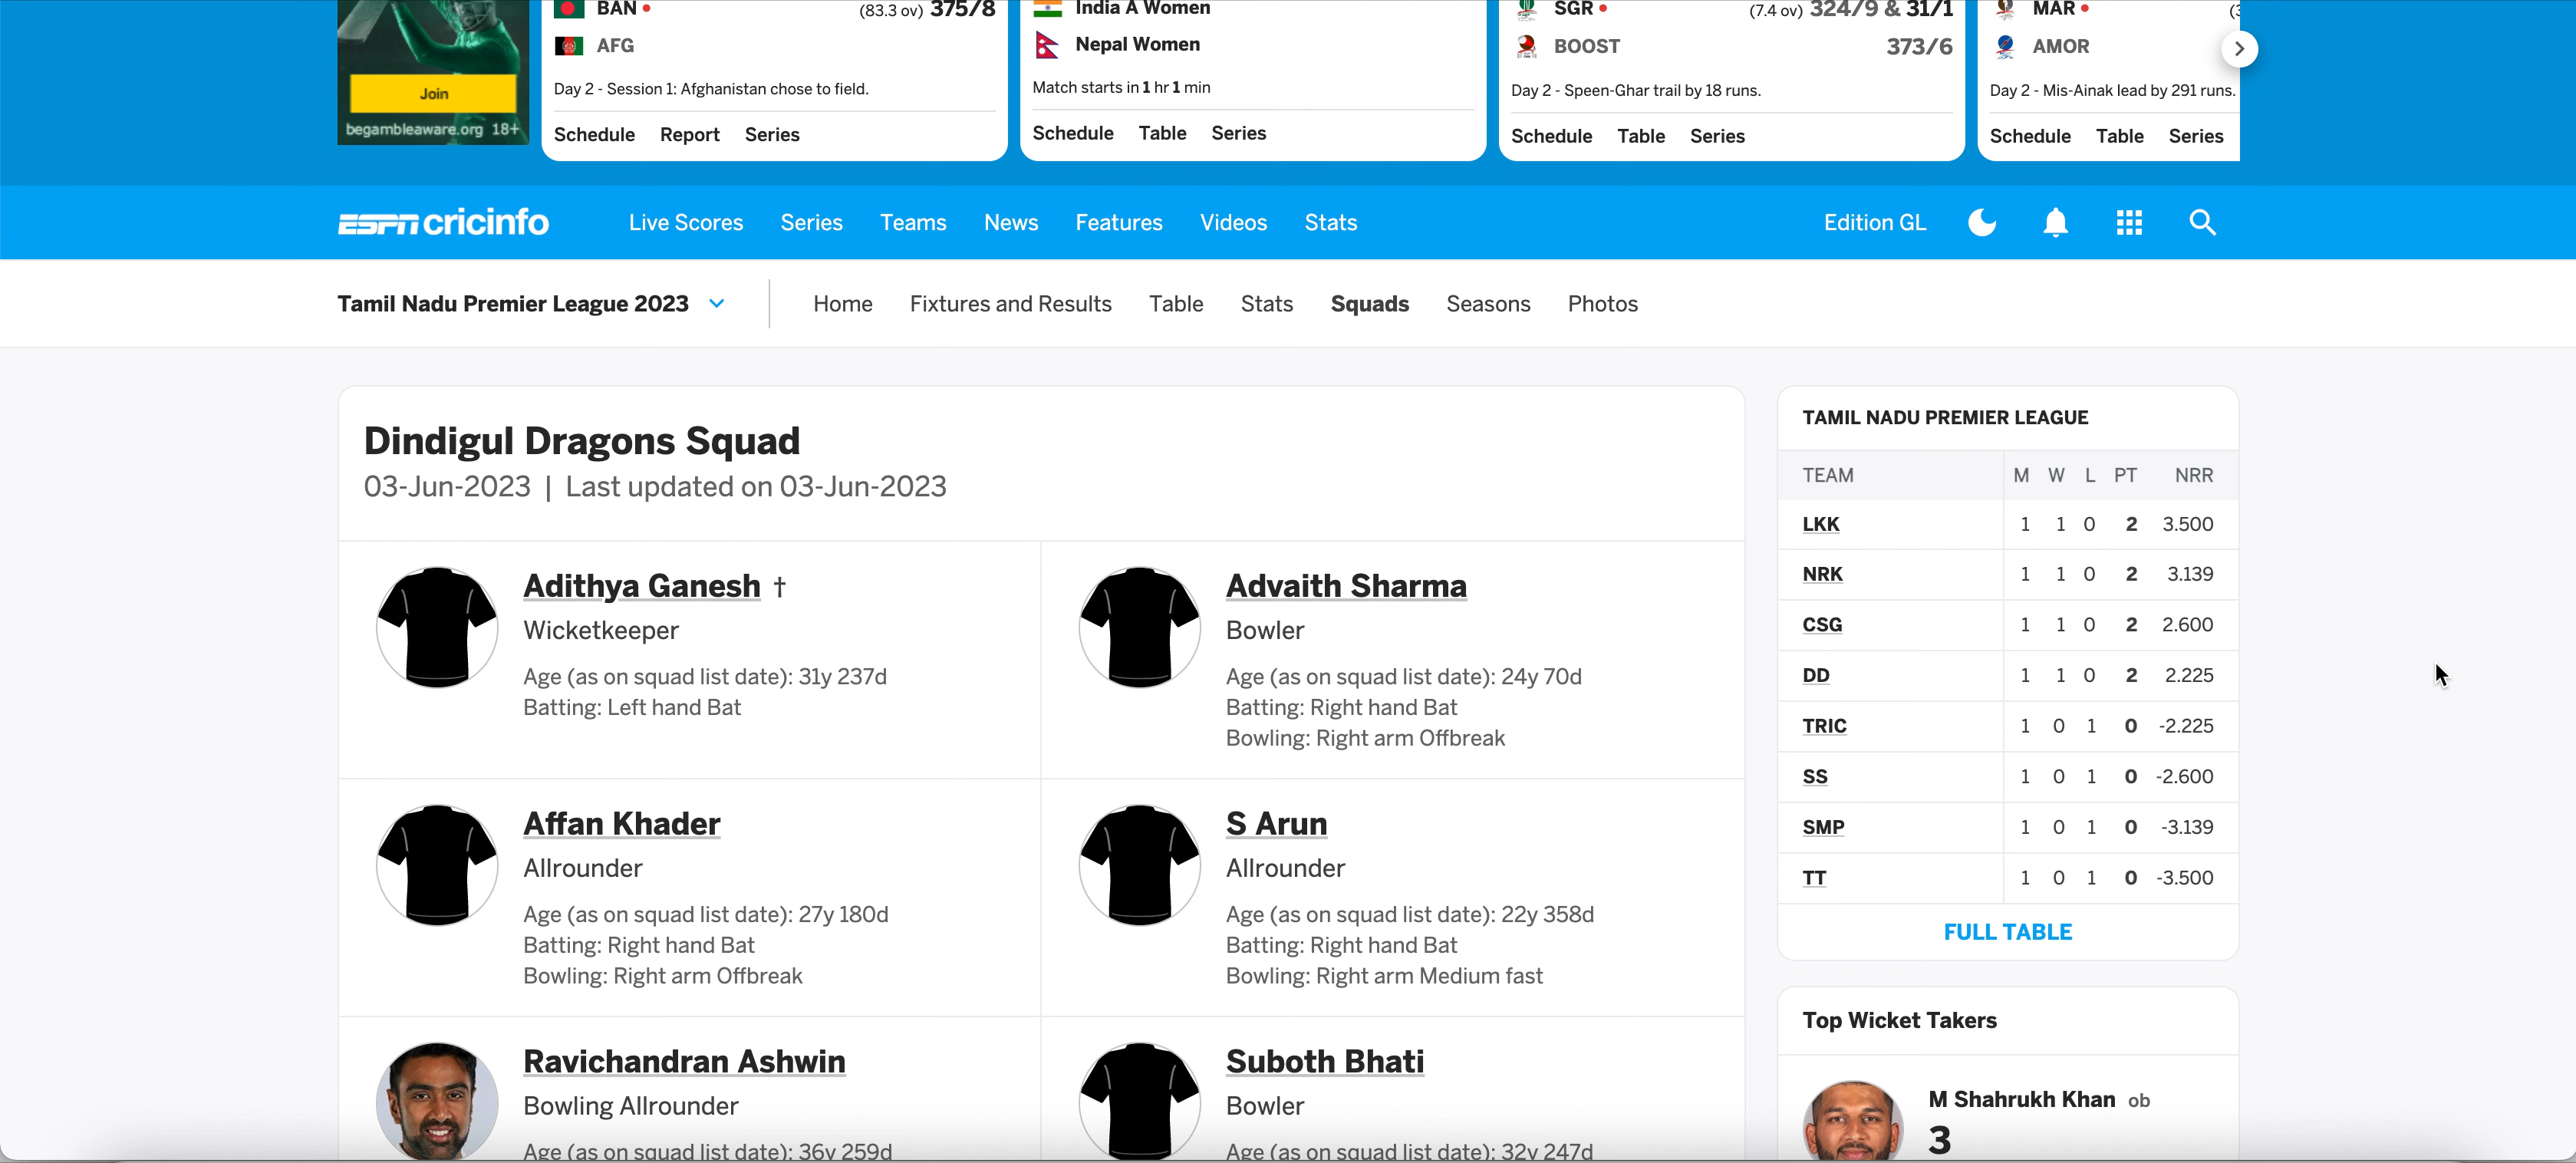 BAN (83.3 ov) 375/8
AFG
Day 2 - Session 1: Afghanistan chose to field.
Schedule Report Series
India A Women
Nepal Women
Match starts in 1 hr 1 min
Schedule Table Series
SGR (7.4 ov) 324/9 & 31/1
BOOST 373/6
Day 2 - Speen-Ghar trail by 18 runs.
Schedule Table Series
MAR
AMOR
Day 2 - Mis-Ainak lead by 291 runs.
Schedule Table Series
Join
begambleaware.org 18+
ESPN cricinfo Live Scores Series Teams News Features Videos Stats Edition GL
Tamil Nadu Premier League 2023 Home Fixtures and Results Table Stats Squads Seasons Photos
Dindigul Dragons Squad
03-Jun-2023 | Last updated on 03-Jun-2023
Adithya Ganesh †
Wicketkeeper
Age (as on squad list date): 31y 237d
Batting: Left hand Bat
Advaith Sharma
Bowler
Age (as on squad list date): 24y 70d
Batting: Right hand Bat
Bowling: Right arm Offbreak
Affan Khader
Allrounder
Age (as on squad list date): 27y 180d
Batting: Right hand Bat
Bowling: Right arm Offbreak
S Arun
Allrounder
Age (as on squad list date): 22y 358d
Batting: Right hand Bat
Bowling: Right arm Medium fast
Ravichandran Ashwin
Bowling Allrounder
Age (as on squad list date): 36y 259d
Suboth Bhati
Bowler
Age (as on squad list date): 32y 247d
TAMIL NADU PREMIER LEAGUE
TEAM M W L PT NRR
LKK 1 1 0 2 3.500
NRK 1 1 0 2 3.139
CSG 1 1 0 2 2.600
DD 1 1 0 2 2.225
TRIC 1 0 1 0 -2.225
SS 1 0 1 0 -2.600
SMP 1 0 1 0 -3.139
TT 1 0 1 0 -3.500
FULL TABLE
Top Wicket Takers
M Shahrukh Khan ob
3